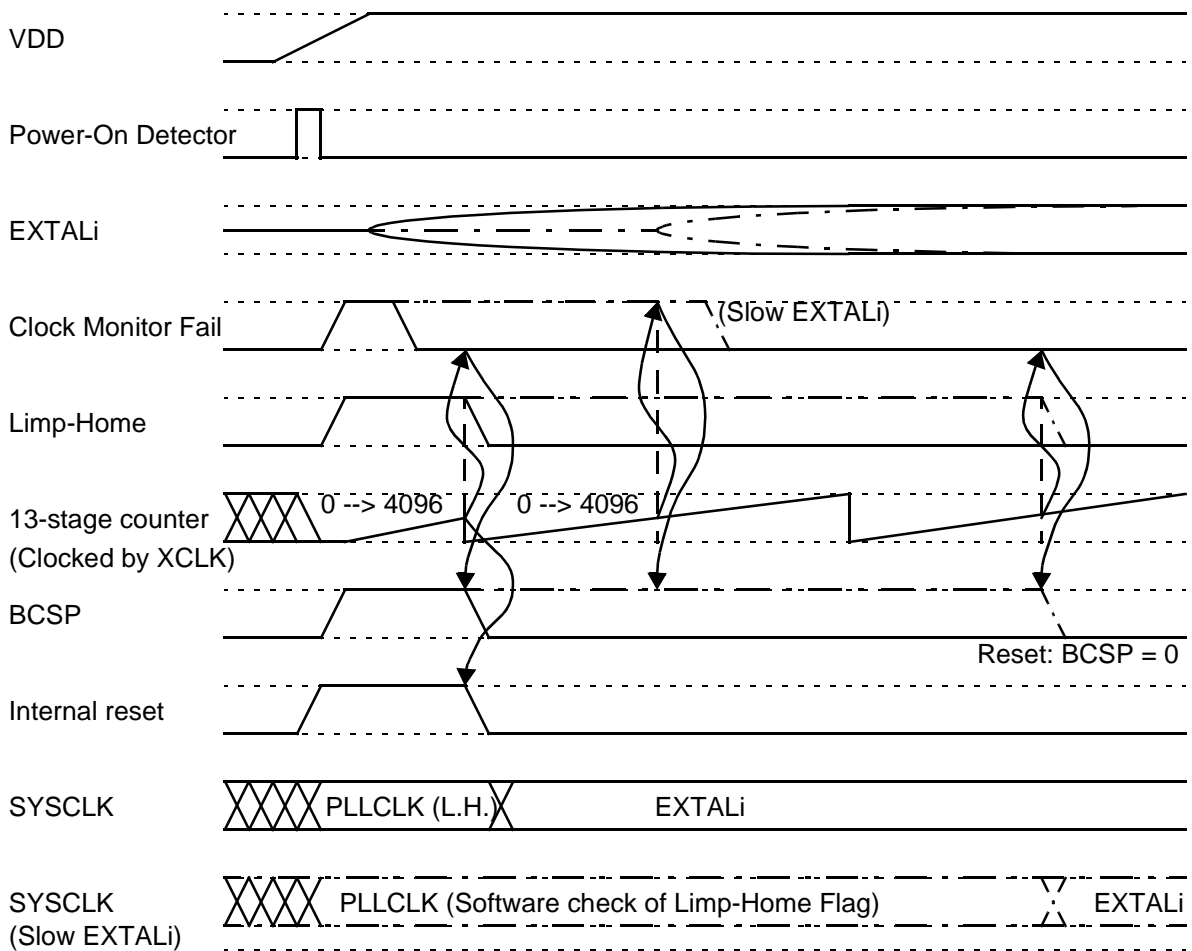 VDD
Power-On Detector
EXTALi
Clock Monitor Fail
(Slow EXTALi)
Limp-Home
13-stage counter
(Clocked by XCLK)
0 --> 4096
0 --> 4096
BCSP
Reset: BCSP = 0
Internal reset
SYSCLK
PLLCLK (L.H.)
EXTALi
SYSCLK
(Slow EXTALi)
PLLCLK (Software check of Limp-Home Flag)
EXTALi